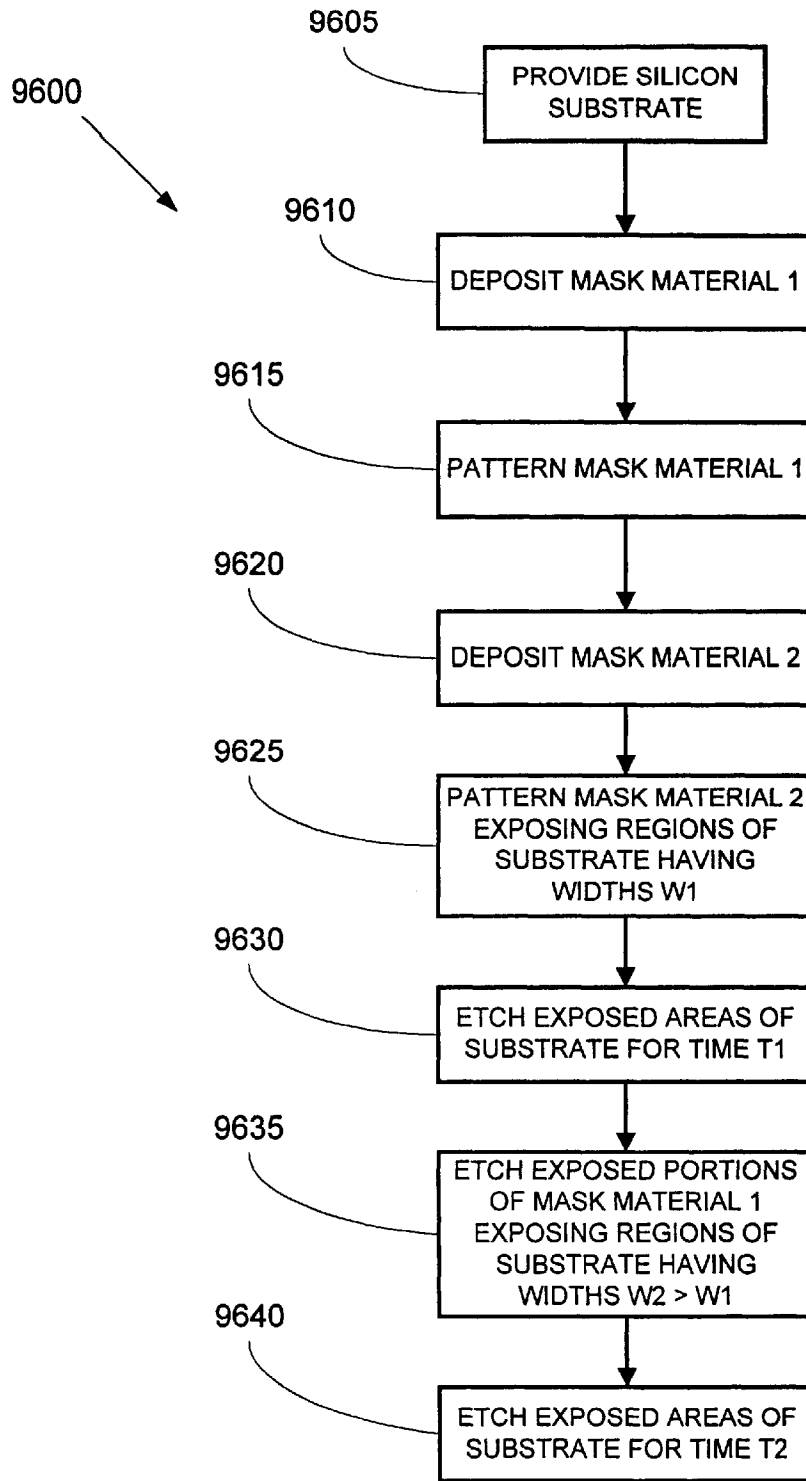 9600
9605
PROVIDE SILICON
SUBSTRATE
9610
DEPOSIT MASK MATERIAL 1
9615
PATTERN MASK MATERIAL 1
9620
DEPOSIT MASK MATERIAL 2
9625
PATTERN MASK MATERIAL 2
EXPOSING REGIONS OF
SUBSTRATE HAVING
WIDTHS W1
9630
ETCH EXPOSED AREAS OF
SUBSTRATE FOR TIME T1
9635
ETCH EXPOSED PORTIONS
OF MASK MATERIAL 1
EXPOSING REGIONS OF
SUBSTRATE HAVING
WIDTHS W2 > W1
9640
ETCH EXPOSED AREAS OF
SUBSTRATE FOR TIME T2